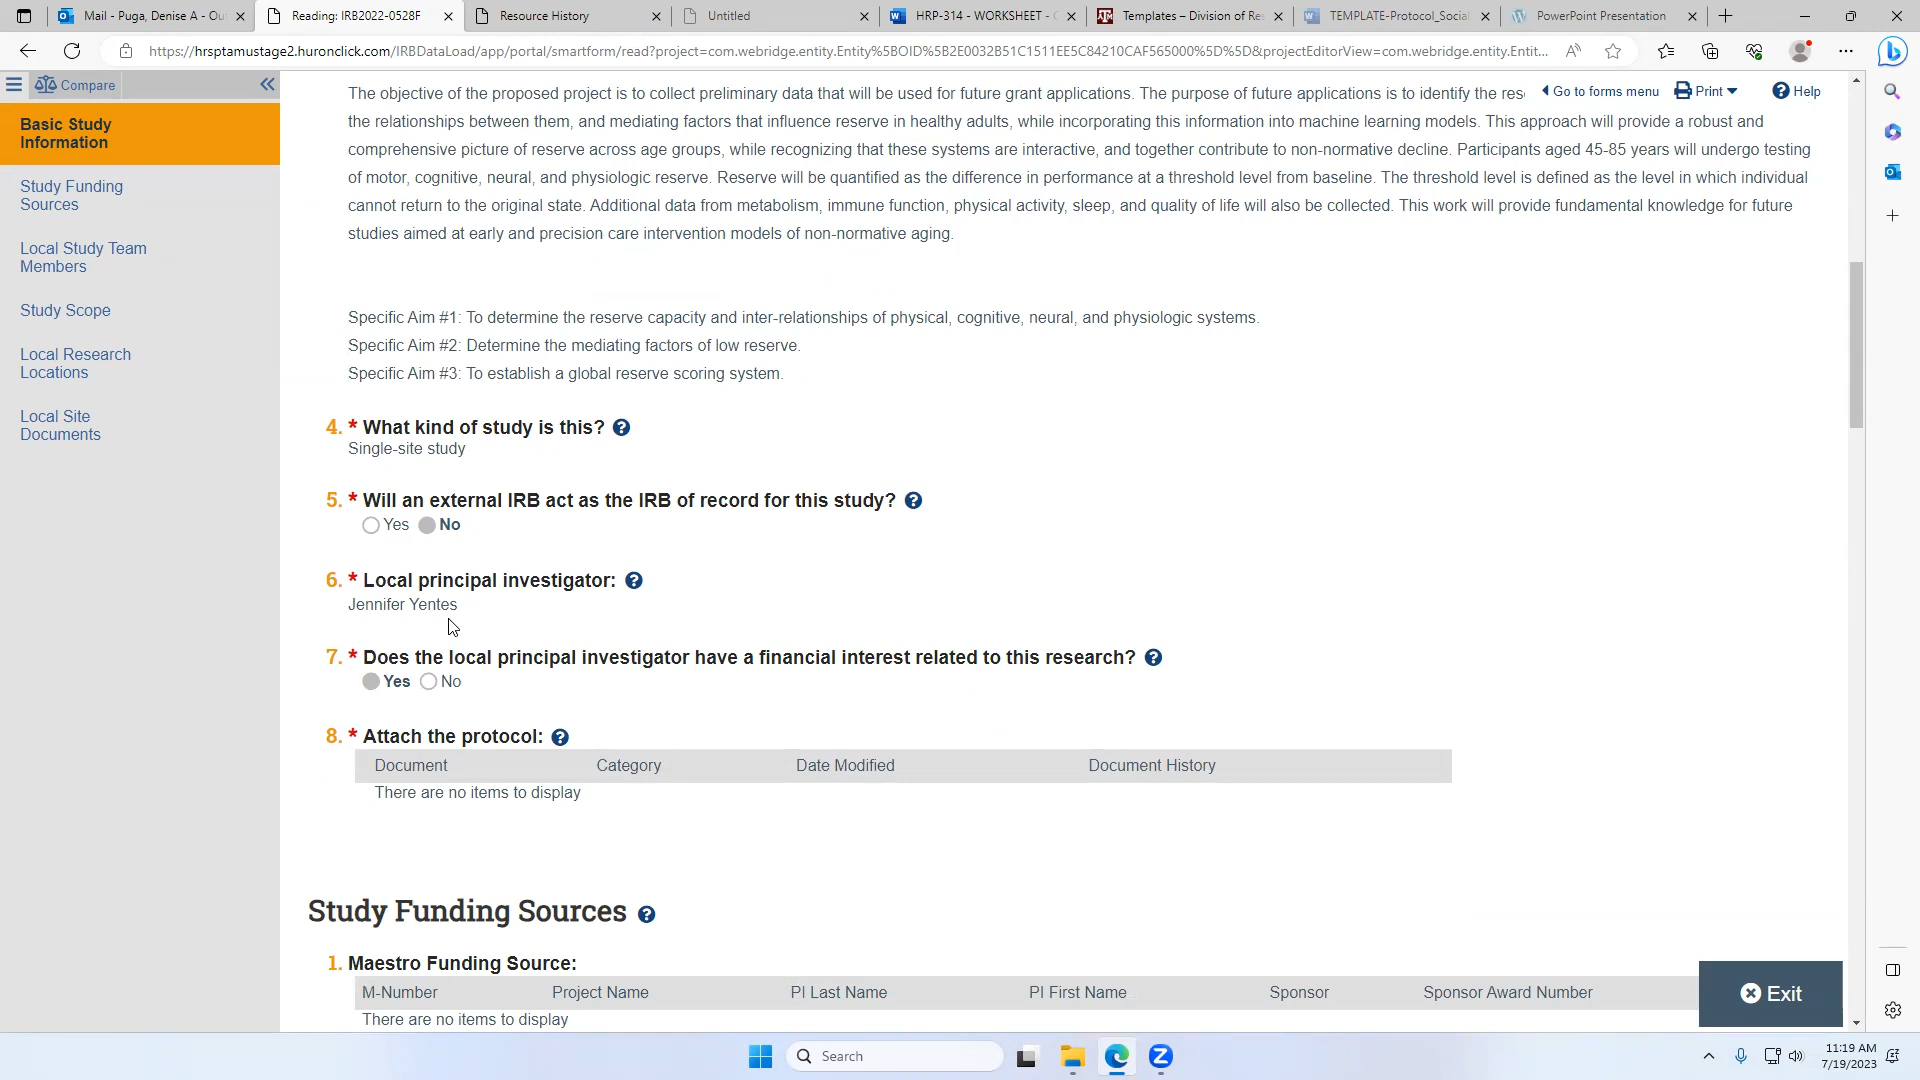 Mail - Puga, Denise A - Ou
Reading: IRB2022-0528F
Resource History
Untitled
HRP-314 - WORKSHEET - C
Templates – Division of Res
TEMPLATE-Protocol_Social
PowerPoint Presentation
https://hrsptamustage2.huronclick.com/IRBDataLoad/app/portal/smartform/read?project=com.webridge.entity.Entity%5BOID%5B2E0032B51C1511EE5C84210CAF565000%5D%5D&projectEditorView=com.webridge.entity.Entit...
Compare
Go to forms menu
Print
Help
Basic Study
Information
Study Funding
Sources
Local Study Team
Members
Study Scope
Local Research
Locations
Local Site
Documents
The objective of the proposed project is to collect preliminary data that will be used for future grant applications. The purpose of future applications is to identify the rese
the relationships between them, and mediating factors that influence reserve in healthy adults, while incorporating this information into machine learning models. This approach will provide a robust and
comprehensive picture of reserve across age groups, while recognizing that these systems are interactive, and together contribute to non-normative decline. Participants aged 45-85 years will undergo testing
of motor, cognitive, neural, and physiologic reserve. Reserve will be quantified as the difference in performance at a threshold level from baseline. The threshold level is defined as the level in which individual
cannot return to the original state. Additional data from metabolism, immune function, physical activity, sleep, and quality of life will also be collected. This work will provide fundamental knowledge for future
studies aimed at early and precision care intervention models of non-normative aging.
Specific Aim #1: To determine the reserve capacity and inter-relationships of physical, cognitive, neural, and physiologic systems.
Specific Aim #2: Determine the mediating factors of low reserve.
Specific Aim #3: To establish a global reserve scoring system.
4. * What kind of study is this?
Single-site study
5. * Will an external IRB act as the IRB of record for this study?
Yes No
6. * Local principal investigator:
Jennifer Yentes
7. * Does the local principal investigator have a financial interest related to this research?
Yes No
8. * Attach the protocol:
Document Category Date Modified Document History
There are no items to display
Study Funding Sources
1. Maestro Funding Source:
M-Number Project Name PI Last Name PI First Name Sponsor Sponsor Award Number
There are no items to display
Exit
Search
11:19 AM
7/19/2023